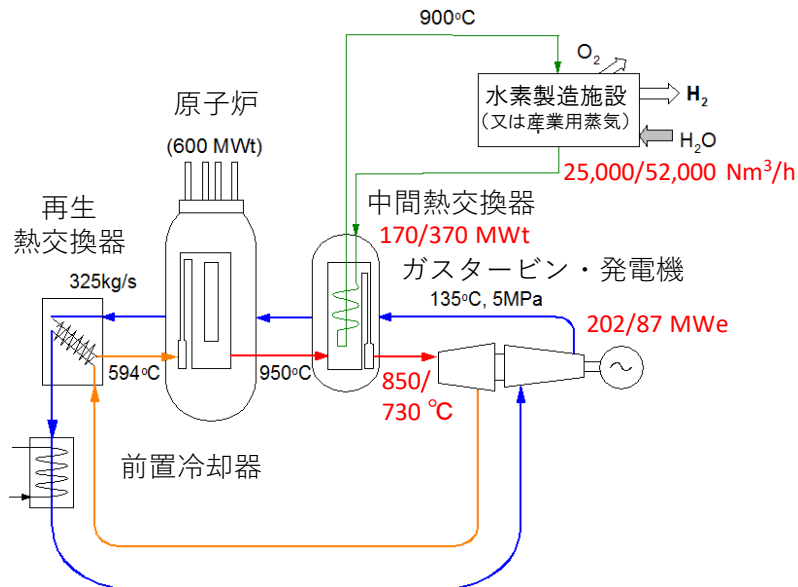 900℃
O₂
水素製造施設
(又は産業用蒸気)
H₂
H₂O
25,000/52,000 Nm³/h
原子炉
(600 MWt)
中間熱交換器
170/370 MWt
再生
熱交換器
ガスタービン・発電機
325kg/s
135℃, 5MPa
202/87 MWe
594℃
950℃
850/
730 ℃
前置冷却器